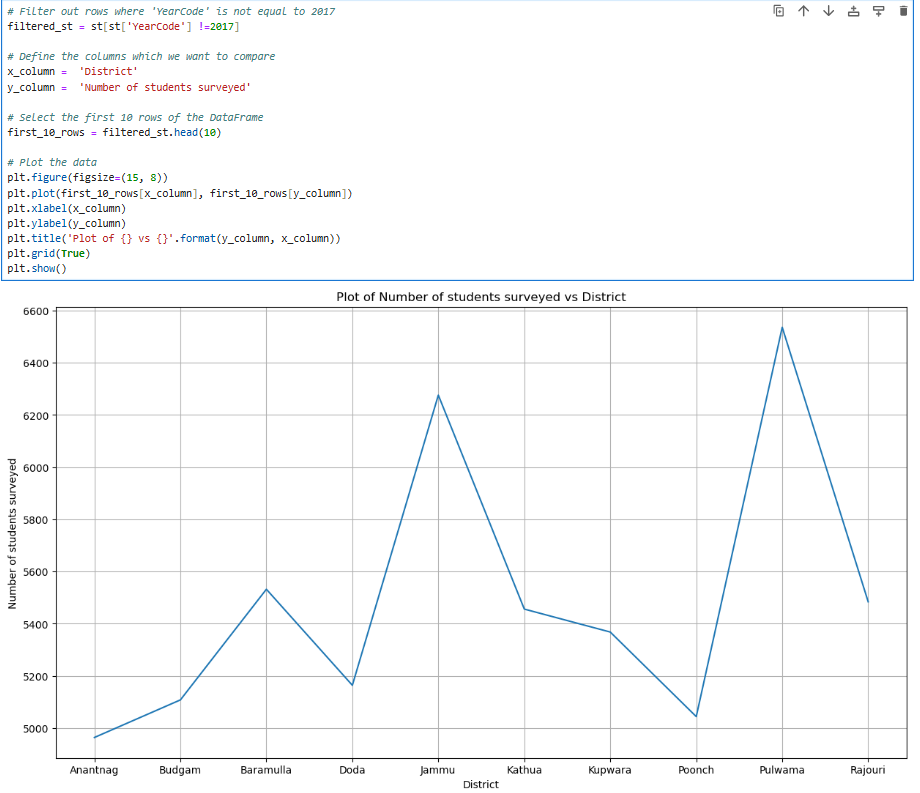 # Filter out rows where 'YearCode' is not equal to 2017
filtered_st = st[st['YearCode'] !=2017]
# Define the columns which we want to compare
x_column =  'District'
y_column =  'Number of students surveyed'
# Select the first 10 rows of the DataFrame
first_10_rows = filtered_st.head(10)
# Plot the data
plt.figure(figsize=(15, 8))
plt.plot(first_10_rows[x_column], first_10_rows[y_column])
plt.xlabel(x_column)
plt.ylabel(y_column)
plt.title('Plot of {} vs {}'.format(y_column, x_column))
plt.grid(True)
plt.show()
Plot of Number of students surveyed vs District
Number of students surveyed
6600
6400
6200
6000
5800
5600
5400
5200
5000
Anantnag Budgam Baramulla Doda Jammu Kathua Kupwara Poonch Pulwama Rajouri
District